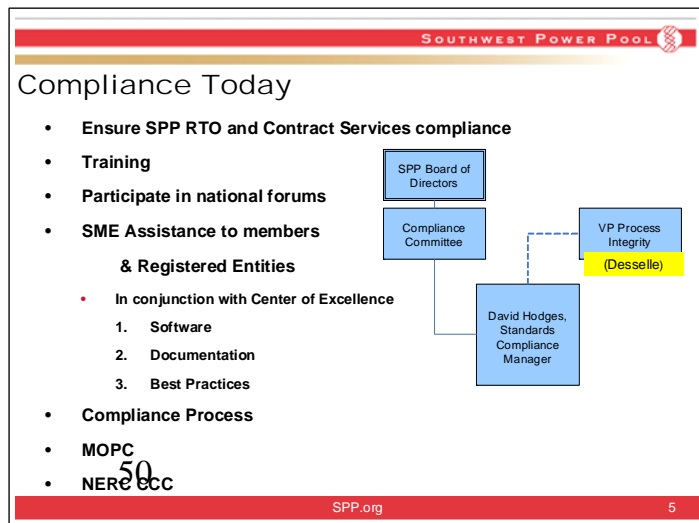 SOUTHWEST POWER POOL
Compliance Today
• Ensure SPP RTO and Contract Services compliance
• Training
• Participate in national forums
• SME Assistance to members
& Registered Entities
• In conjunction with Center of Excellence
1. Software
2. Documentation
3. Best Practices
• Compliance Process
• MOPC
• NERC CCC
50
SPP Board of
Directors
Compliance
Committee
VP Process
Integrity
(Desselle)
David Hodges,
Standards
Compliance
Manager
SPP.org
5